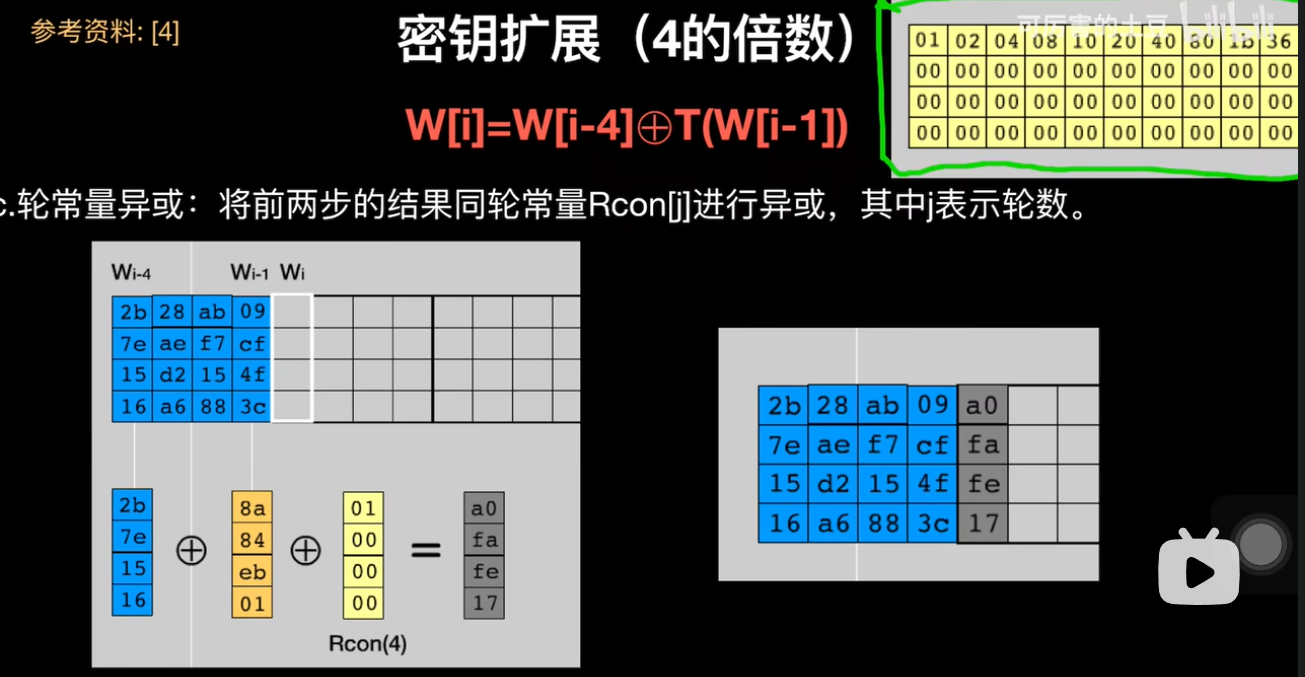 参考资料: [4]
密钥扩展（4的倍数）
可厉害的土豆
01 02 04 08 10 20 40 80 1b 36
00 00 00 00 00 00 00 00 00 00
00 00 00 00 00 00 00 00 00 00
00 00 00 00 00 00 00 00 00 00
W[i]=W[i-4]⊕T(W[i-1])
c.轮常量异或：将前两步的结果同轮常量Rcon[j]进行异或，其中j表示轮数。
Wi-4 Wi-1 Wi
2b 28 ab 09
7e ae f7 cf
15 d2 15 4f
16 a6 88 3c
2b 8a 01 a0
7e ⊕ 84 ⊕ 00 = fa
15 eb 00 fe
16 01 00 17
Rcon(4)
2b 28 ab 09 a0
7e ae f7 cf fa
15 d2 15 4f fe
16 a6 88 3c 17